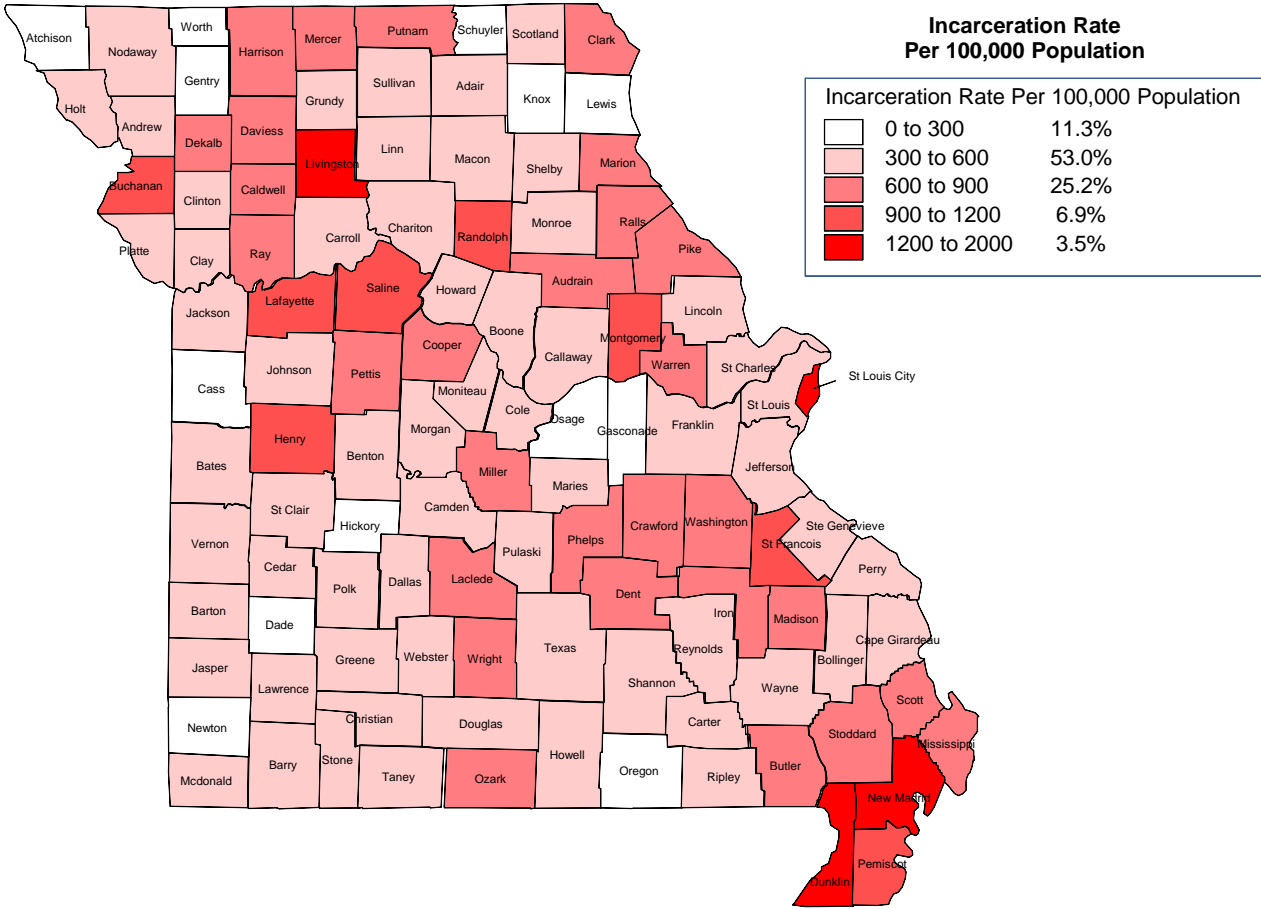 Incarceration Rate
Per 100,000 Population
Incarceration Rate Per 100,000 Population
0 to 300 11.3%
300 to 600 53.0%
600 to 900 25.2%
900 to 1200 6.9%
1200 to 2000 3.5%
Atchison
Nodaway
Worth
Harrison
Mercer
Putnam
Schuyler
Scotland
Clark
Gentry
Holt
Andrew
Grundy
Sullivan
Adair
Knox
Lewis
Dekalb
Daviess
Livingston
Linn
Macon
Shelby
Marion
Buchanan
Clinton
Caldwell
Chariton
Randolph
Monroe
Ralls
Pike
Platte
Clay
Ray
Carroll
Audrain
Jackson
Lafayette
Saline
Howard
Boone
Callaway
Montgomery
Lincoln
Cass
Johnson
Pettis
Cooper
Moniteau
Cole
Osage
Gasconade
Warren
St Charles
St Louis
St Louis City
Franklin
Jefferson
Bates
Henry
Benton
Morgan
Miller
Maries
St Clair
Hickory
Camden
Pulaski
Phelps
Crawford
Washington
St Francois
Ste Genevieve
Perry
Vernon
Cedar
Polk
Dallas
Laclede
Dent
Iron
Madison
Barton
Dade
Greene
Webster
Wright
Texas
Shannon
Reynolds
Bollinger
Cape Girardeau
Jasper
Lawrence
Christian
Douglas
Howell
Carter
Wayne
Scott
Newton
Stoddard
Mississippi
Mcdonald
Barry
Stone
Taney
Ozark
Oregon
Ripley
Butler
New Madrid
Pemiscot
Dunklin